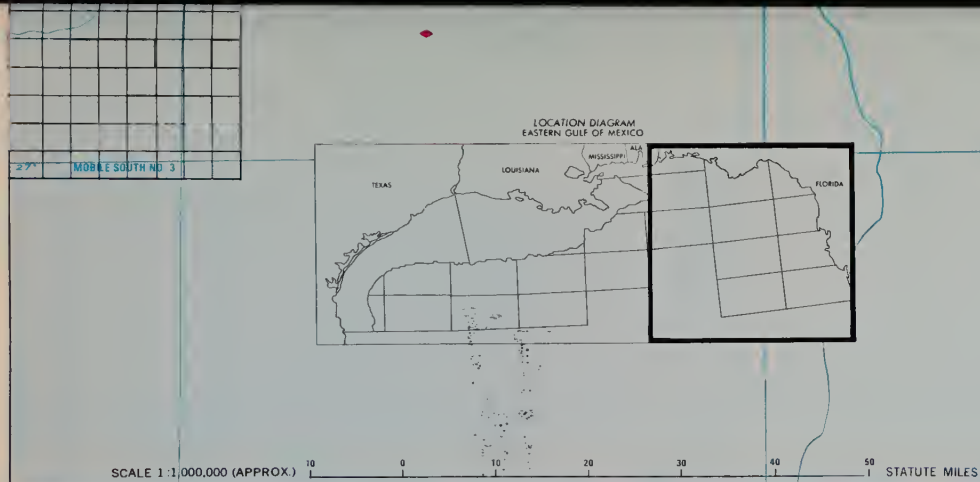 LOCATION DIAGRAM
EASTERN GULF OF MEXICO
ALA
MISSISSIPPI
LOUISIANA
TEXAS
FLORIDA
27° MOBILE SOUTH NO 3
SCALE 1:1,000,000 (APPROX.) 10 0 10 20 30 40 50 STATUTE MILES